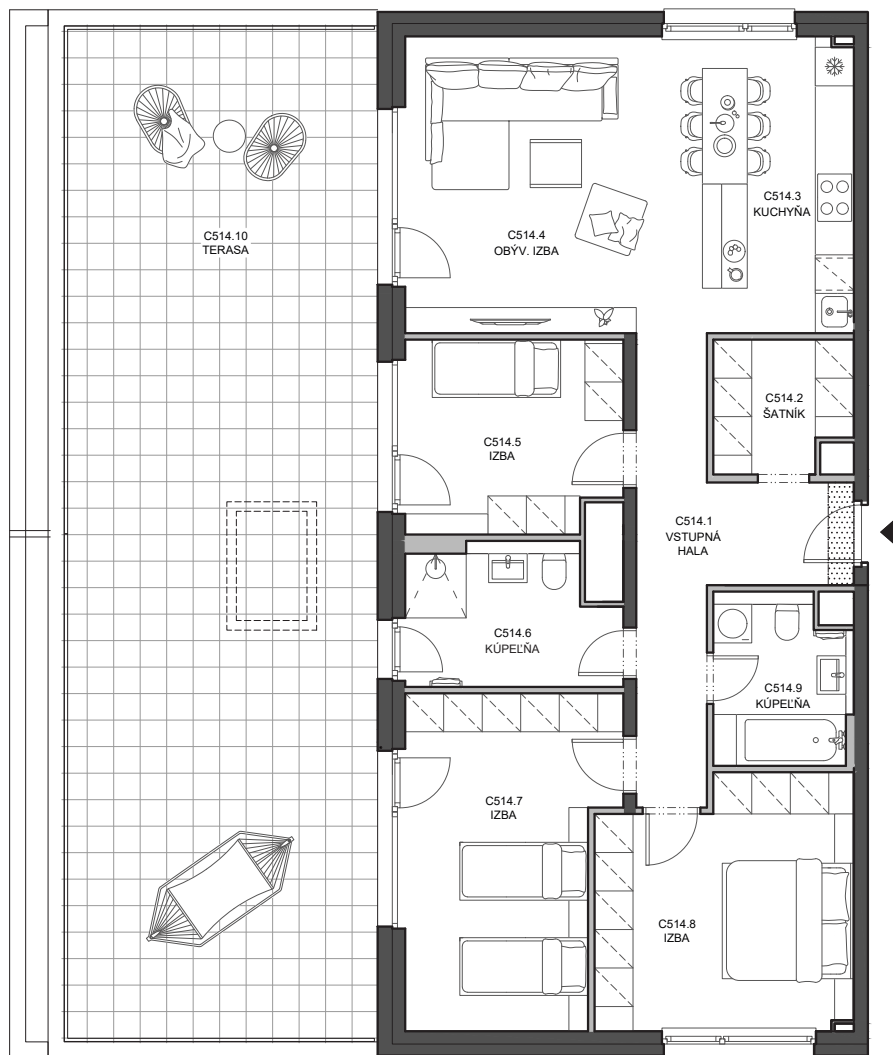 C514.3
KUCHYŇA
C514.10
TERASA
C514.4
OBÝV. IZBA
C514.2
ŠATNÍK
C514.5
IZBA
C514.1
VSTUPNÁ
HALA
C514.6
KÚPEĽŇA
C514.9
KÚPEĽŇA
C514.7
IZBA
C514.8
IZBA